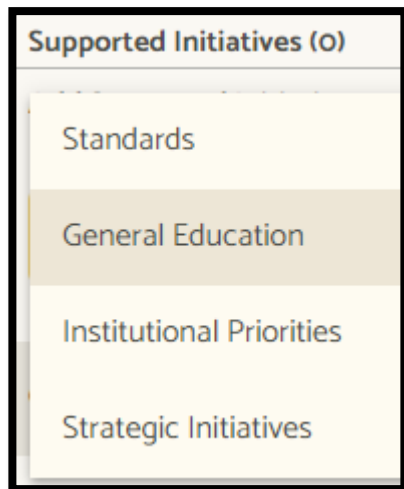 Supported Initiatives (0)
Standards
General Education
Institutional Priorities
Strategic Initiatives